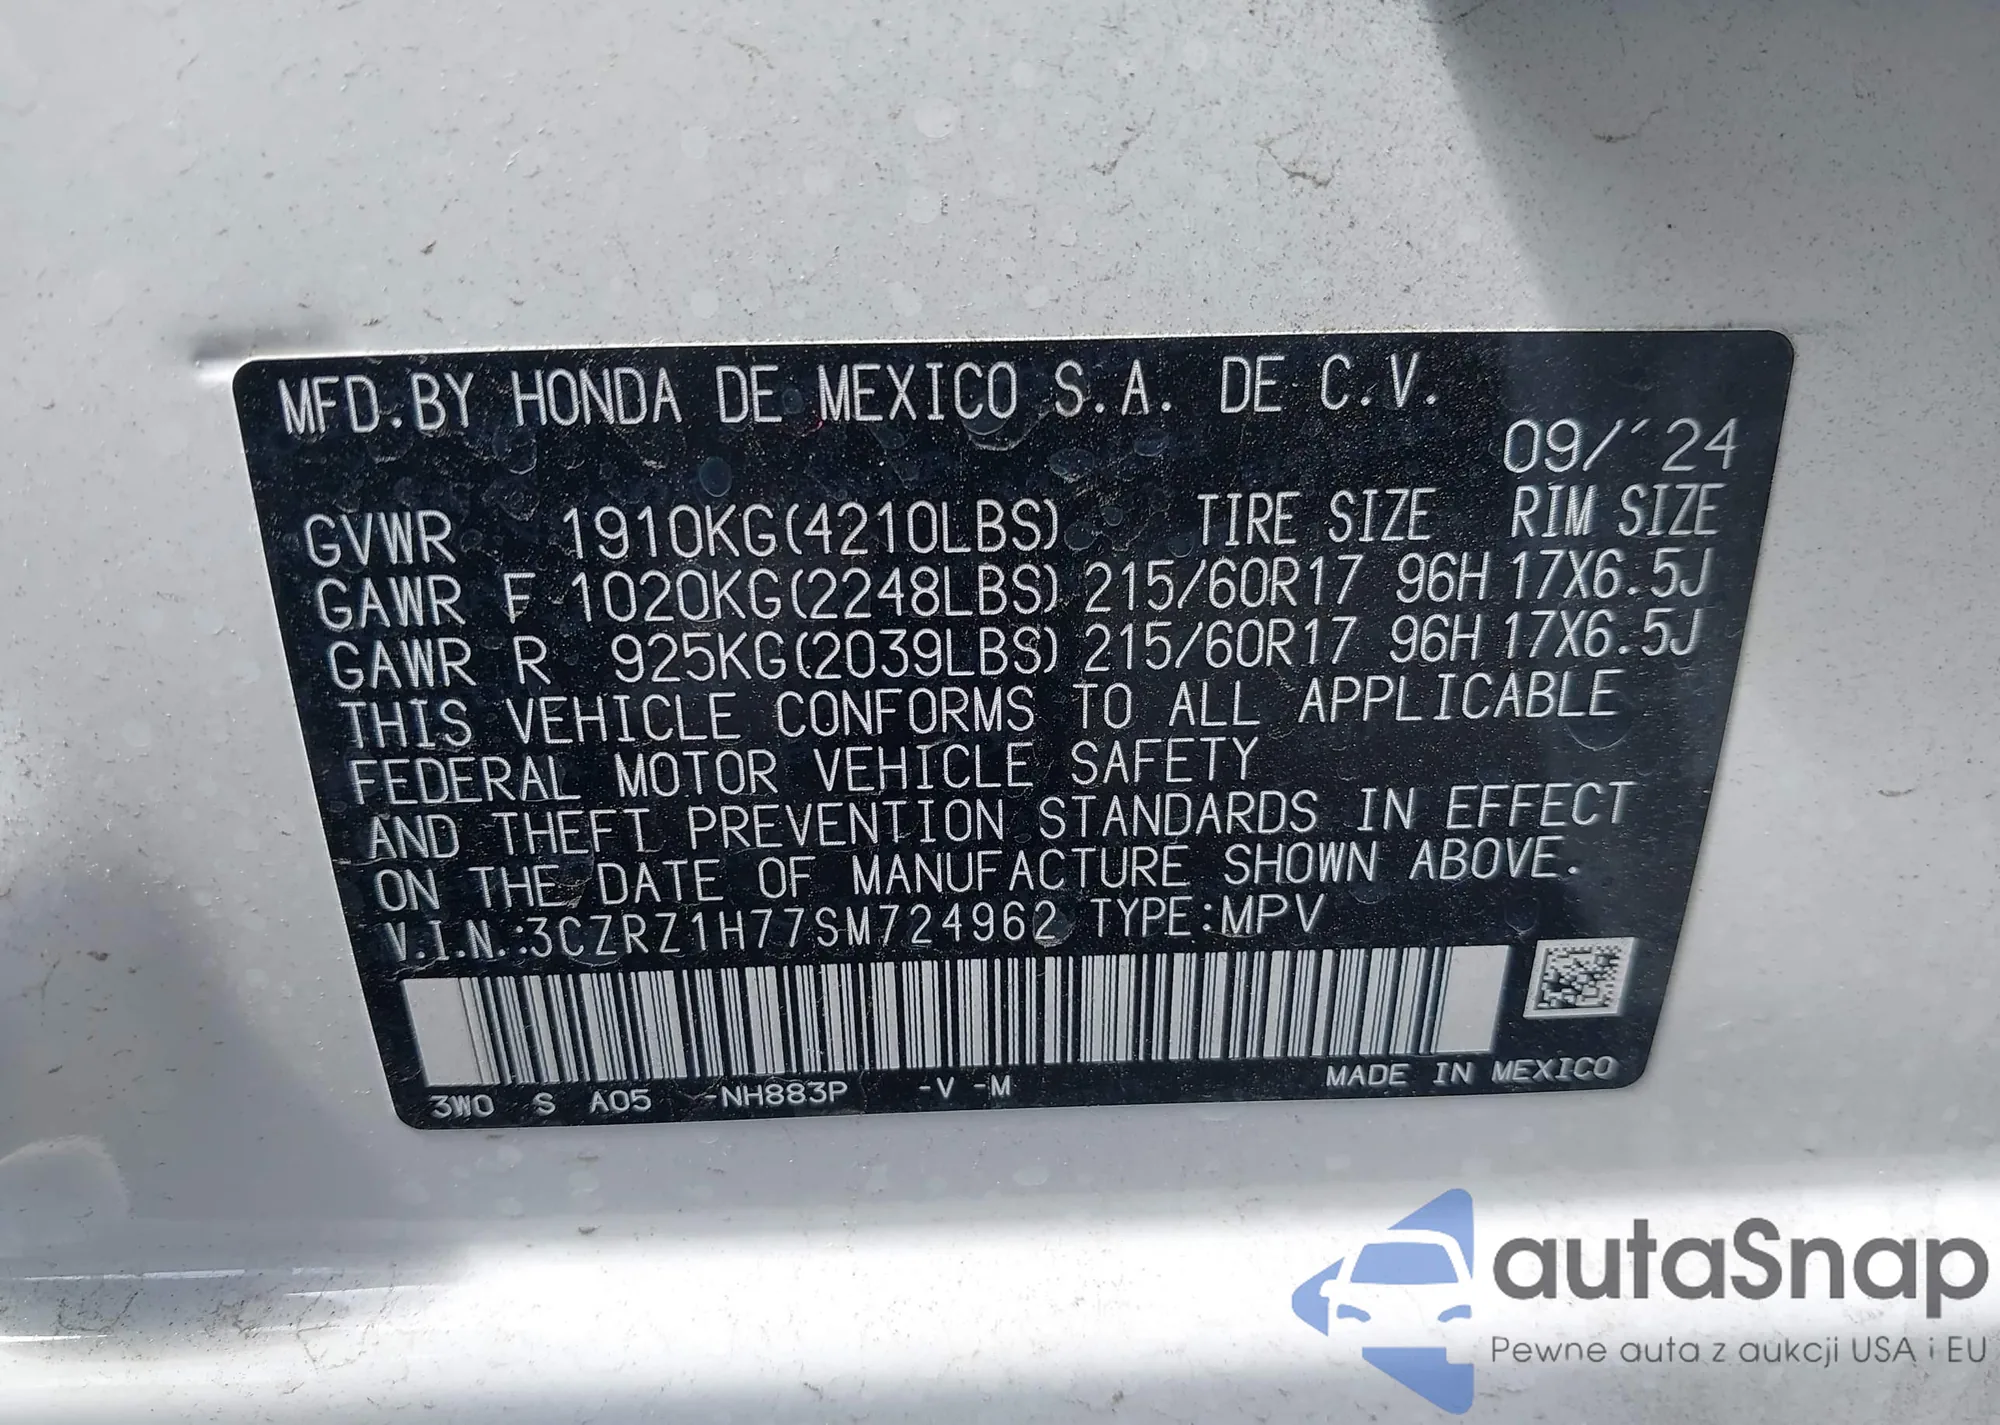 MFD.BY HONDA DE MEXICO S.A. DE C.V.
09/´24
GVWR 1910KG(4210LBS) TIRE SIZE RIM SIZE
GAWR F 1020KG(2248LBS) 215/60R17 96H 17X6.5J
GAWR R 925KG(2039LBS) 215/60R17 96H 17X6.5J
THIS VEHICLE CONFORMS TO ALL APPLICABLE
FEDERAL MOTOR VEHICLE SAFETY
AND THEFT PREVENTION STANDARDS IN EFFECT
ON THE DATE OF MANUFACTURE SHOWN ABOVE.
V.I.N.:3CZRZ1H77SM724962 TYPE:MPV
3W0 S A05 -NH883P -V -M MADE IN MEXICO
autaSnap
Pewne auta z aukcji USA i EU